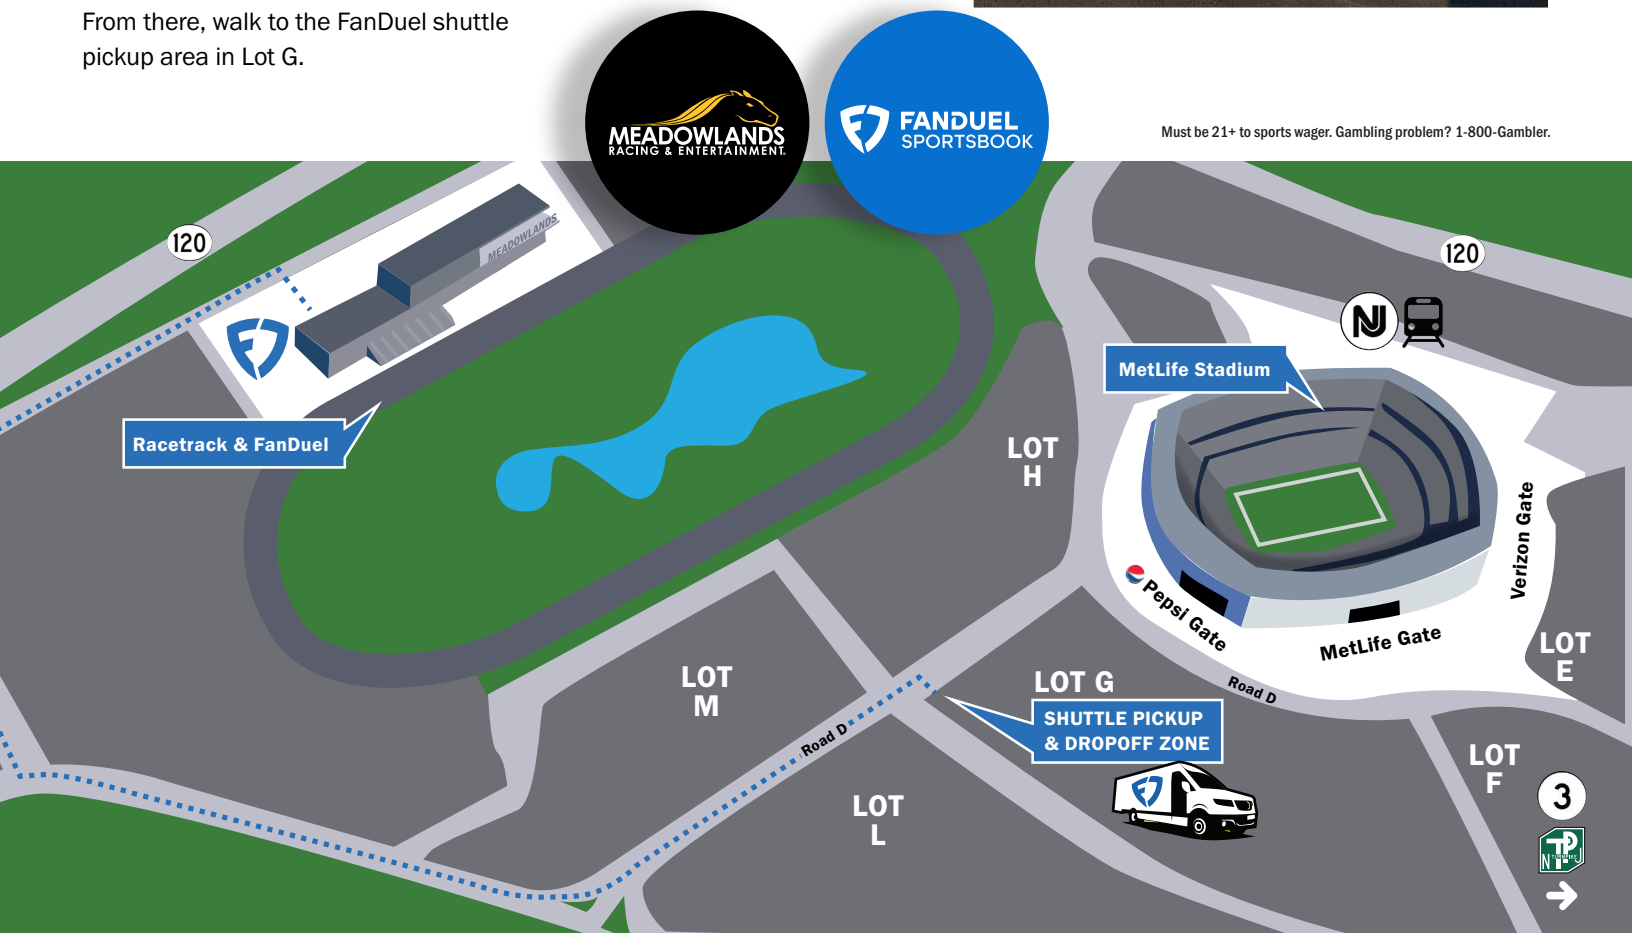 From there, walk to the FanDuel shuttle
pickup area in Lot G.
MEADOWLANDS
RACING & ENTERTAINMENT
FANDUEL
SPORTSBOOK
Must be 21+ to sports wager. Gambling problem? 1-800-Gambler.
120
MEADOWLANDS
120
MetLife Stadium
Racetrack & FanDuel
LOT
H
Verizon Gate
Pepsi Gate
MetLife Gate
LOT
E
LOT
M
LOT G
Road D
SHUTTLE PICKUP
& DROPOFF ZONE
Road D
LOT
F
LOT
L
3
TP
N TURNPIKE J